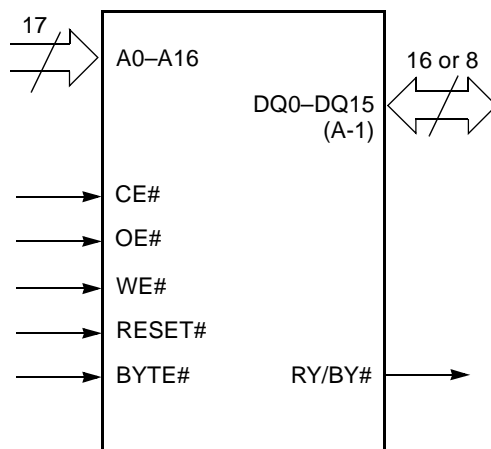 17
A0–A16
16 or 8
DQ0–DQ15
(A-1)
CE#
OE#
WE#
RESET#
BYTE#
RY/BY#